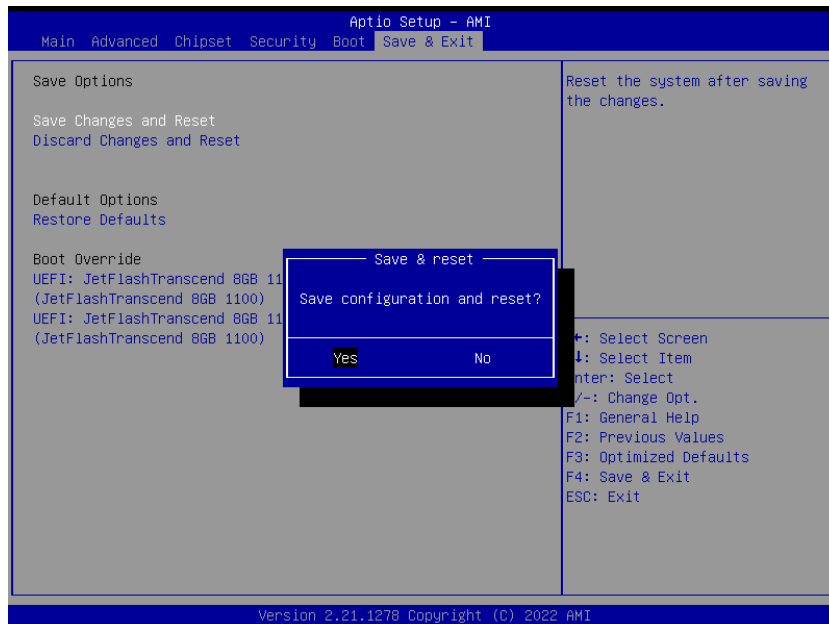 Aptio Setup – AMI
Main Advanced Chipset Security Boot Save & Exit
Save Options
Save Changes and Reset
Discard Changes and Reset
Default Options
Restore Defaults
Boot Override
UEFI: JetFlashTranscend 8GB 11
(JetFlashTranscend 8GB 1100)
UEFI: JetFlashTranscend 8GB 11
(JetFlashTranscend 8GB 1100)
Save & reset
Save configuration and reset?
Yes No
Reset the system after saving
the changes.
←: Select Screen
↓: Select Item
nter: Select
/-: Change Opt.
F1: General Help
F2: Previous Values
F3: Optimized Defaults
F4: Save & Exit
ESC: Exit
Version 2.21.1278 Copyright (C) 2022 AMI